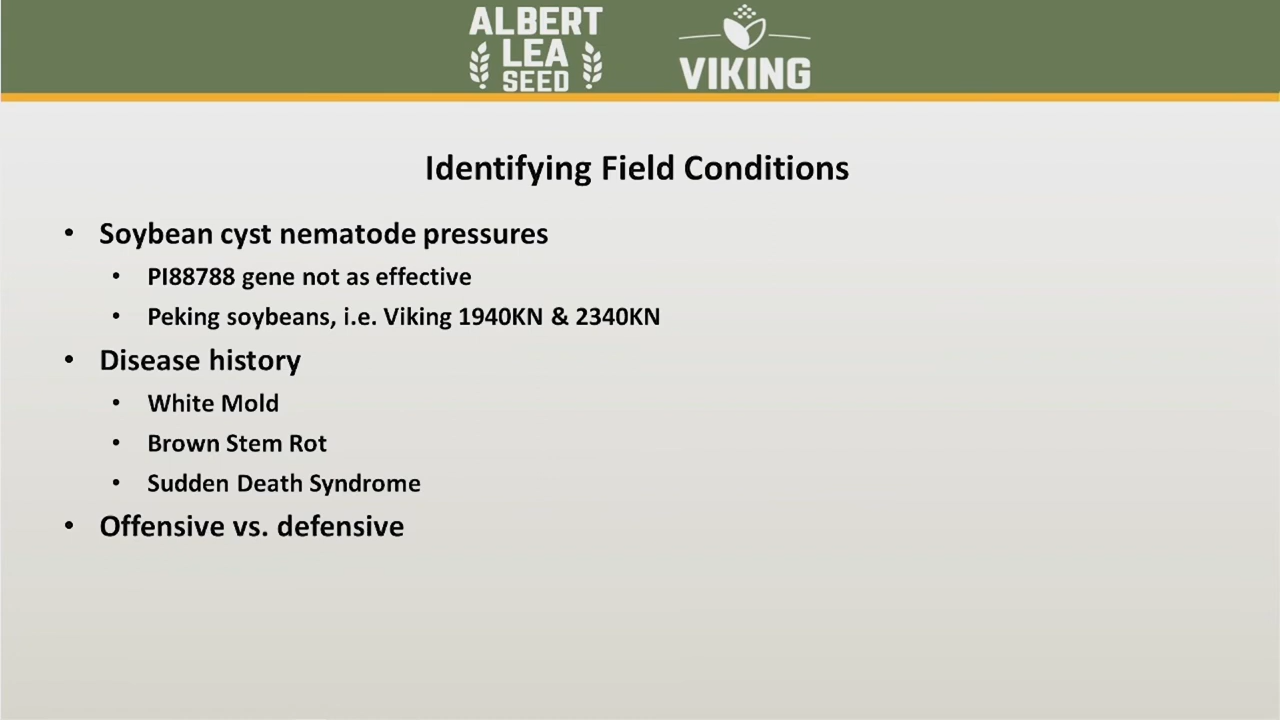 ALBERT
LEA
SEED
VIKING
Identifying Field Conditions
• Soybean cyst nematode pressures
• PI88788 gene not as effective
• Peking soybeans, i.e. Viking 1940KN & 2340KN
• Disease history
• White Mold
• Brown Stem Rot
• Sudden Death Syndrome
• Offensive vs. defensive